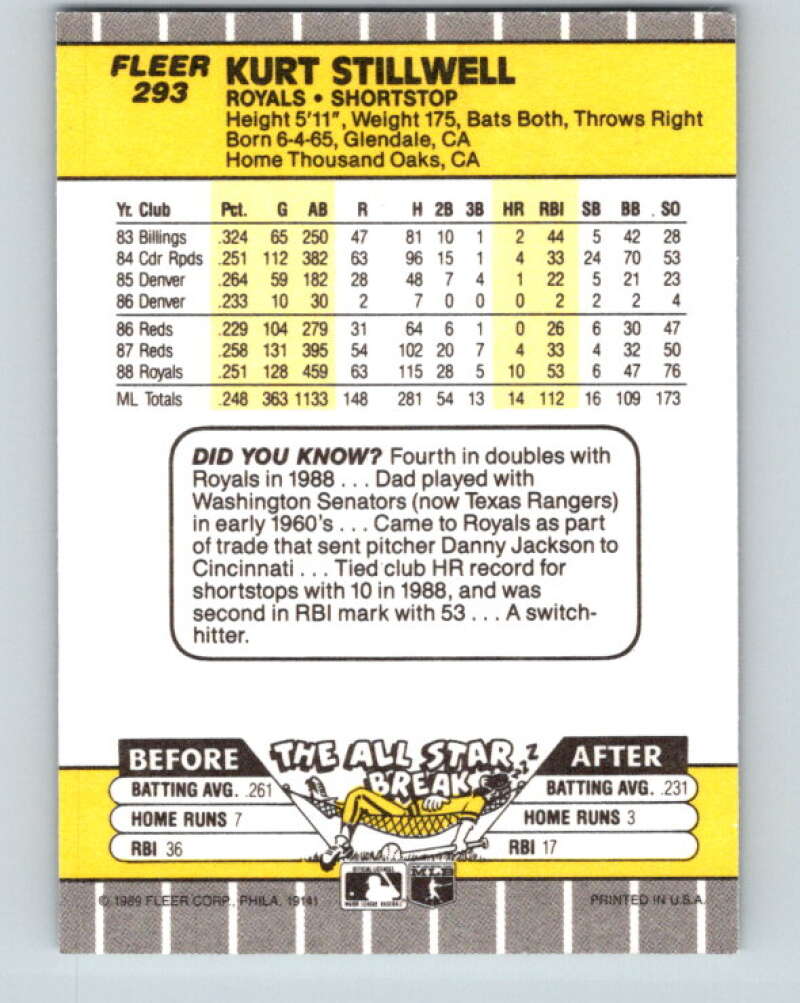 FLEER
293
KURT STILLWELL
ROYALS • SHORTSTOP
Height 5'11", Weight 175, Bats Both, Throws Right
Born 6-4-65, Glendale, CA
Home Thousand Oaks, CA
Yr. Club Pct. G AB R H 2B 3B HR RBI SB BB SO
83 Billings .324 65 250 47 81 10 1 2 44 5 42 28
84 Cdr Rpds .251 112 382 63 96 15 1 4 33 24 70 53
85 Denver .264 59 182 28 48 7 4 1 22 5 21 23
86 Denver .233 10 30 2 7 0 0 0 2 2 2 4
86 Reds .229 104 279 31 64 6 1 0 26 6 30 47
87 Reds .258 131 395 54 102 20 7 4 33 4 32 50
88 Royals .251 128 459 63 115 28 5 10 53 6 47 76
ML Totals .248 363 1133 148 281 54 13 14 112 16 109 173
DID YOU KNOW? Fourth in doubles with
Royals in 1988 . . . Dad played with
Washington Senators (now Texas Rangers)
in early 1960's . . . Came to Royals as part
of trade that sent pitcher Danny Jackson to
Cincinnati . . . Tied club HR record for
shortstops with 10 in 1988, and was
second in RBI mark with 53 . . . A switch-
hitter.
BEFORE
THE ALL STAR
BREAK
Z Z Z
AFTER
BATTING AVG. .261
HOME RUNS 7
RBI 36
BATTING AVG. .231
HOME RUNS 3
RBI 17
MLB
© 1989 FLEER CORP., PHILA. 19141
PRINTED IN U.S.A.